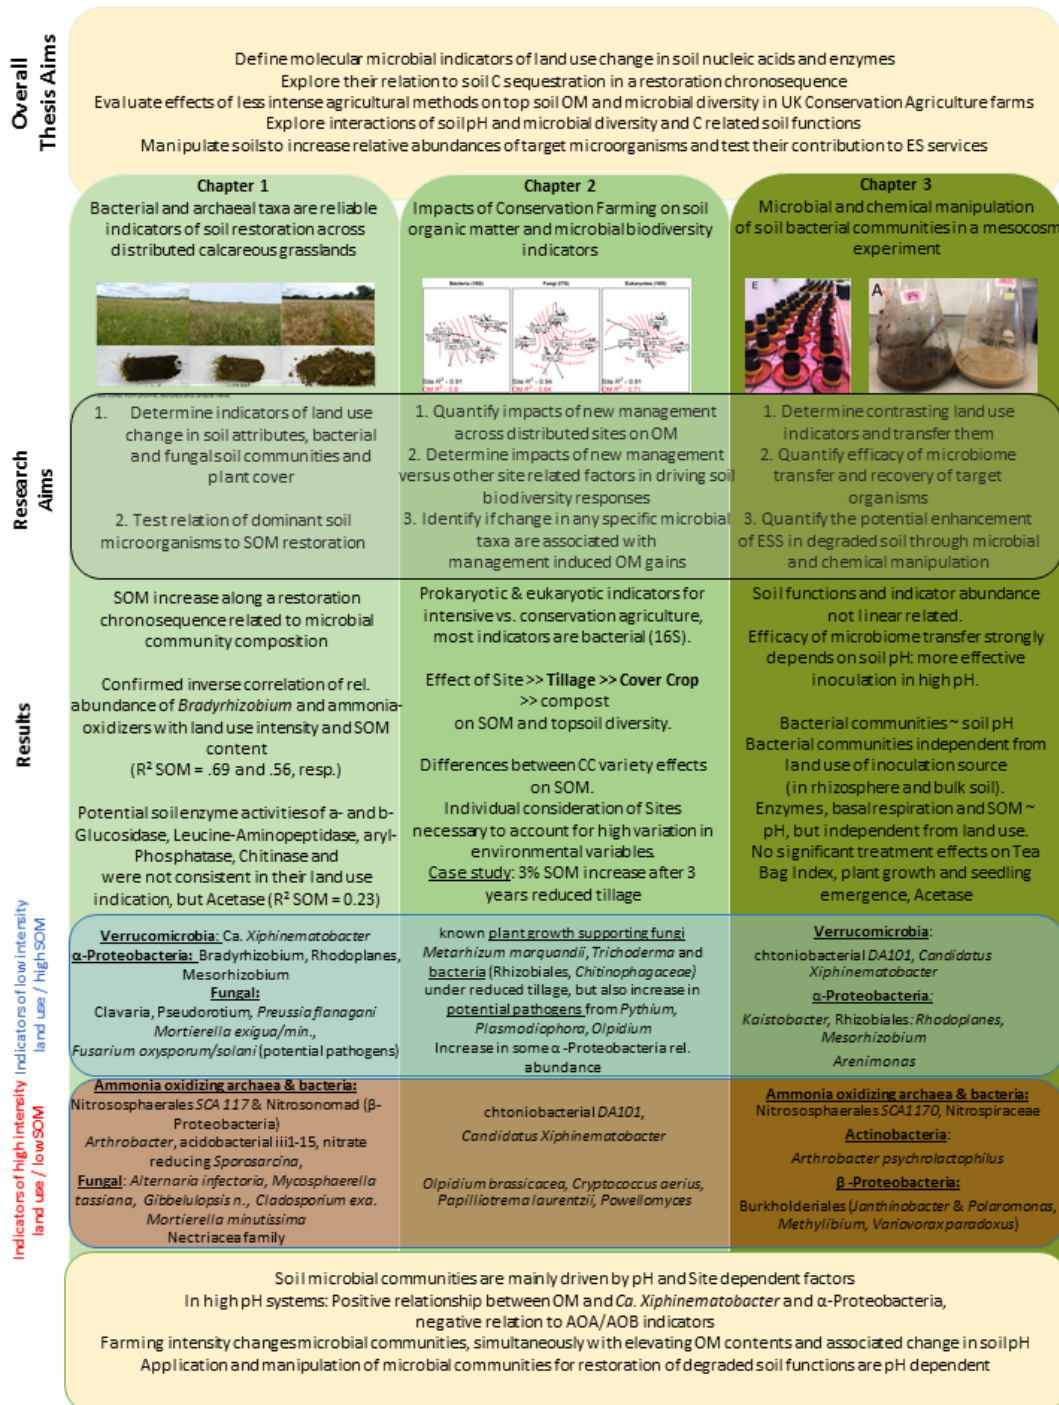 Overall
Thesis Aims
Define molecular microbial indicators of land use change in soil nucleic acids and enzymes
Explore their relation to soil C sequestration in a restoration chronosequence
Evaluate effects of less intense agricultural methods on top soil OM and microbial diversity in UK Conservation Agriculture farms
Explore interactions of soil pH and microbial diversity and C related soil functions
Manipulate soils to increase relative abundances of target microorganisms and test their contribution to ES services
Chapter 1
Bacterial and archaeal taxa are reliable
indicators of soil restoration across
distributed calcareous grasslands
Chapter 2
Impacts of Conservation Farming on soil
organic matter and microbial biodiversity
indicators
Bacteria (16S)
Fungi (ITS)
Eukaryotes (18S)
Site R² = 0.91
Site R² = 0.94
Site R² = 0.91
OM R² = 0.8
OM R² = 0.64
OM R² = 0.71
Chapter 3
Microbial and chemical manipulation
of soil bacterial communities in a mesocosm
experiment
E
A
Research
Aims
1. Determine indicators of land use
change in soil attributes, bacterial
and fungal soil communities and
plant cover
2. Test relation of dominant soil
microorganisms to SOM restoration
1. Quantify impacts of new management
across distributed sites on OM
2. Determine impacts of new management
versus other site related factors in driving soil
biodiversity responses
3. Identify if change in any specific microbial
taxa are associated with
management induced OM gains
1. Determine contrasting land use
indicators and transfer them
2. Quantify efficacy of microbiome
transfer and recovery of target
organisms
3. Quantify the potential enhancement
of ESS in degraded soil through microbial
and chemical manipulation
Results
SOM increase along a restoration
chronosequence related to microbial
community composition
Confirmed inverse correlation of rel.
abundance of Bradyrhizobium and ammonia-
oxidizers with land use intensity and SOM
content
(R² SOM = .69 and .56, resp.)
Potential soil enzyme activities of a- and b-
Glucosidase, Leucine-Aminopeptidase, aryl-
Phosphatase, Chitinase and
were not consistent in their land use
indication, but Acetase (R² SOM = 0.23)
Prokaryotic & eukaryotic indicators for
intensive vs. conservation agriculture,
most indicators are bacterial (16S).
Effect of Site >> Tillage >> Cover Crop
>> compost
on SOM and topsoil diversity.
Differences between CC variety effects
on SOM.
Individual consideration of Sites
necessary to account for high variation in
environmental variables.
Case study: 3% SOM increase after 3
years reduced tillage
Soil functions and indicator abundance
not linear related.
Efficacy of microbiome transfer strongly
depends on soil pH: more effective
inoculation in high pH.
Bacterial communities ~ soil pH
Bacterial communities independent from
land use of inoculation source
(in rhizosphere and bulk soil).
Enzymes, basal respiration and SOM ~
pH, but independent from land use.
No significant treatment effects on Tea
Bag Index, plant growth and seedling
emergence, Acetase
Indicators of low intensity
land use / high SOM
Verrucomicrobia: Ca. Xiphinematobacter
α-Proteobacteria: Bradyrhizobium, Rhodoplanes,
Mesorhizobium
Fungal:
Clavaria, Pseudorotium, Preussia flanagani
Mortierella exigua/min.,
Fusarium oxysporum/solani (potential pathogens)
known plant growth supporting fungi
Metarhizum marquandii, Trichoderma and
bacteria (Rhizobiales, Chitinophagaceae)
under reduced tillage, but also increase in
potential pathogens from Pythium,
Plasmodiophora, Olpidium
Increase in some α -Proteobacteria rel.
abundance
Verrucomicrobia:
chtoniobacterial DA101, Candidatus
Xiphinematobacter
α-Proteobacteria:
Kaistobacter, Rhizobiales: Rhodoplanes,
Mesorhizobium
Arenimonas
Indicators of high intensity
land use / low SOM
Ammonia oxidizing archaea & bacteria:
Nitrososphaerales SCA 117 & Nitrosonomad (β-
Proteobacteria)
Arthrobacter, acidobacterial iii1-15, nitrate
reducing Sporosarcina,
Fungal: Alternaria infectoria, Mycosphaerella
tassiana, Gibbelulopsis n., Cladosporium exa.
Mortierella minutissima
Nectriacea family
chtoniobacterial DA101,
Candidatus Xiphinematobacter
Olpidium brassicacea, Cryptococcus aerius,
Papilliotrema laurentzii, Powellomyces
Ammonia oxidizing archaea & bacteria:
Nitrososphaerales SCA1170, Nitrospiraceae
Actinobacteria:
Arthrobacter psychrolactophilus
β -Proteobacteria:
Burkholderiales (Janthinobacter & Polaromonas,
Methylibium, Variovorax paradoxus)
Soil microbial communities are mainly driven by pH and Site dependent factors
In high pH systems: Positive relationship between OM and Ca. Xiphinematobacter and α-Proteobacteria,
negative relation to AOA/AOB indicators
Farming intensity changes microbial communities, simultaneously with elevating OM contents and associated change in soil pH
Application and manipulation of microbial communities for restoration of degraded soil functions are pH dependent